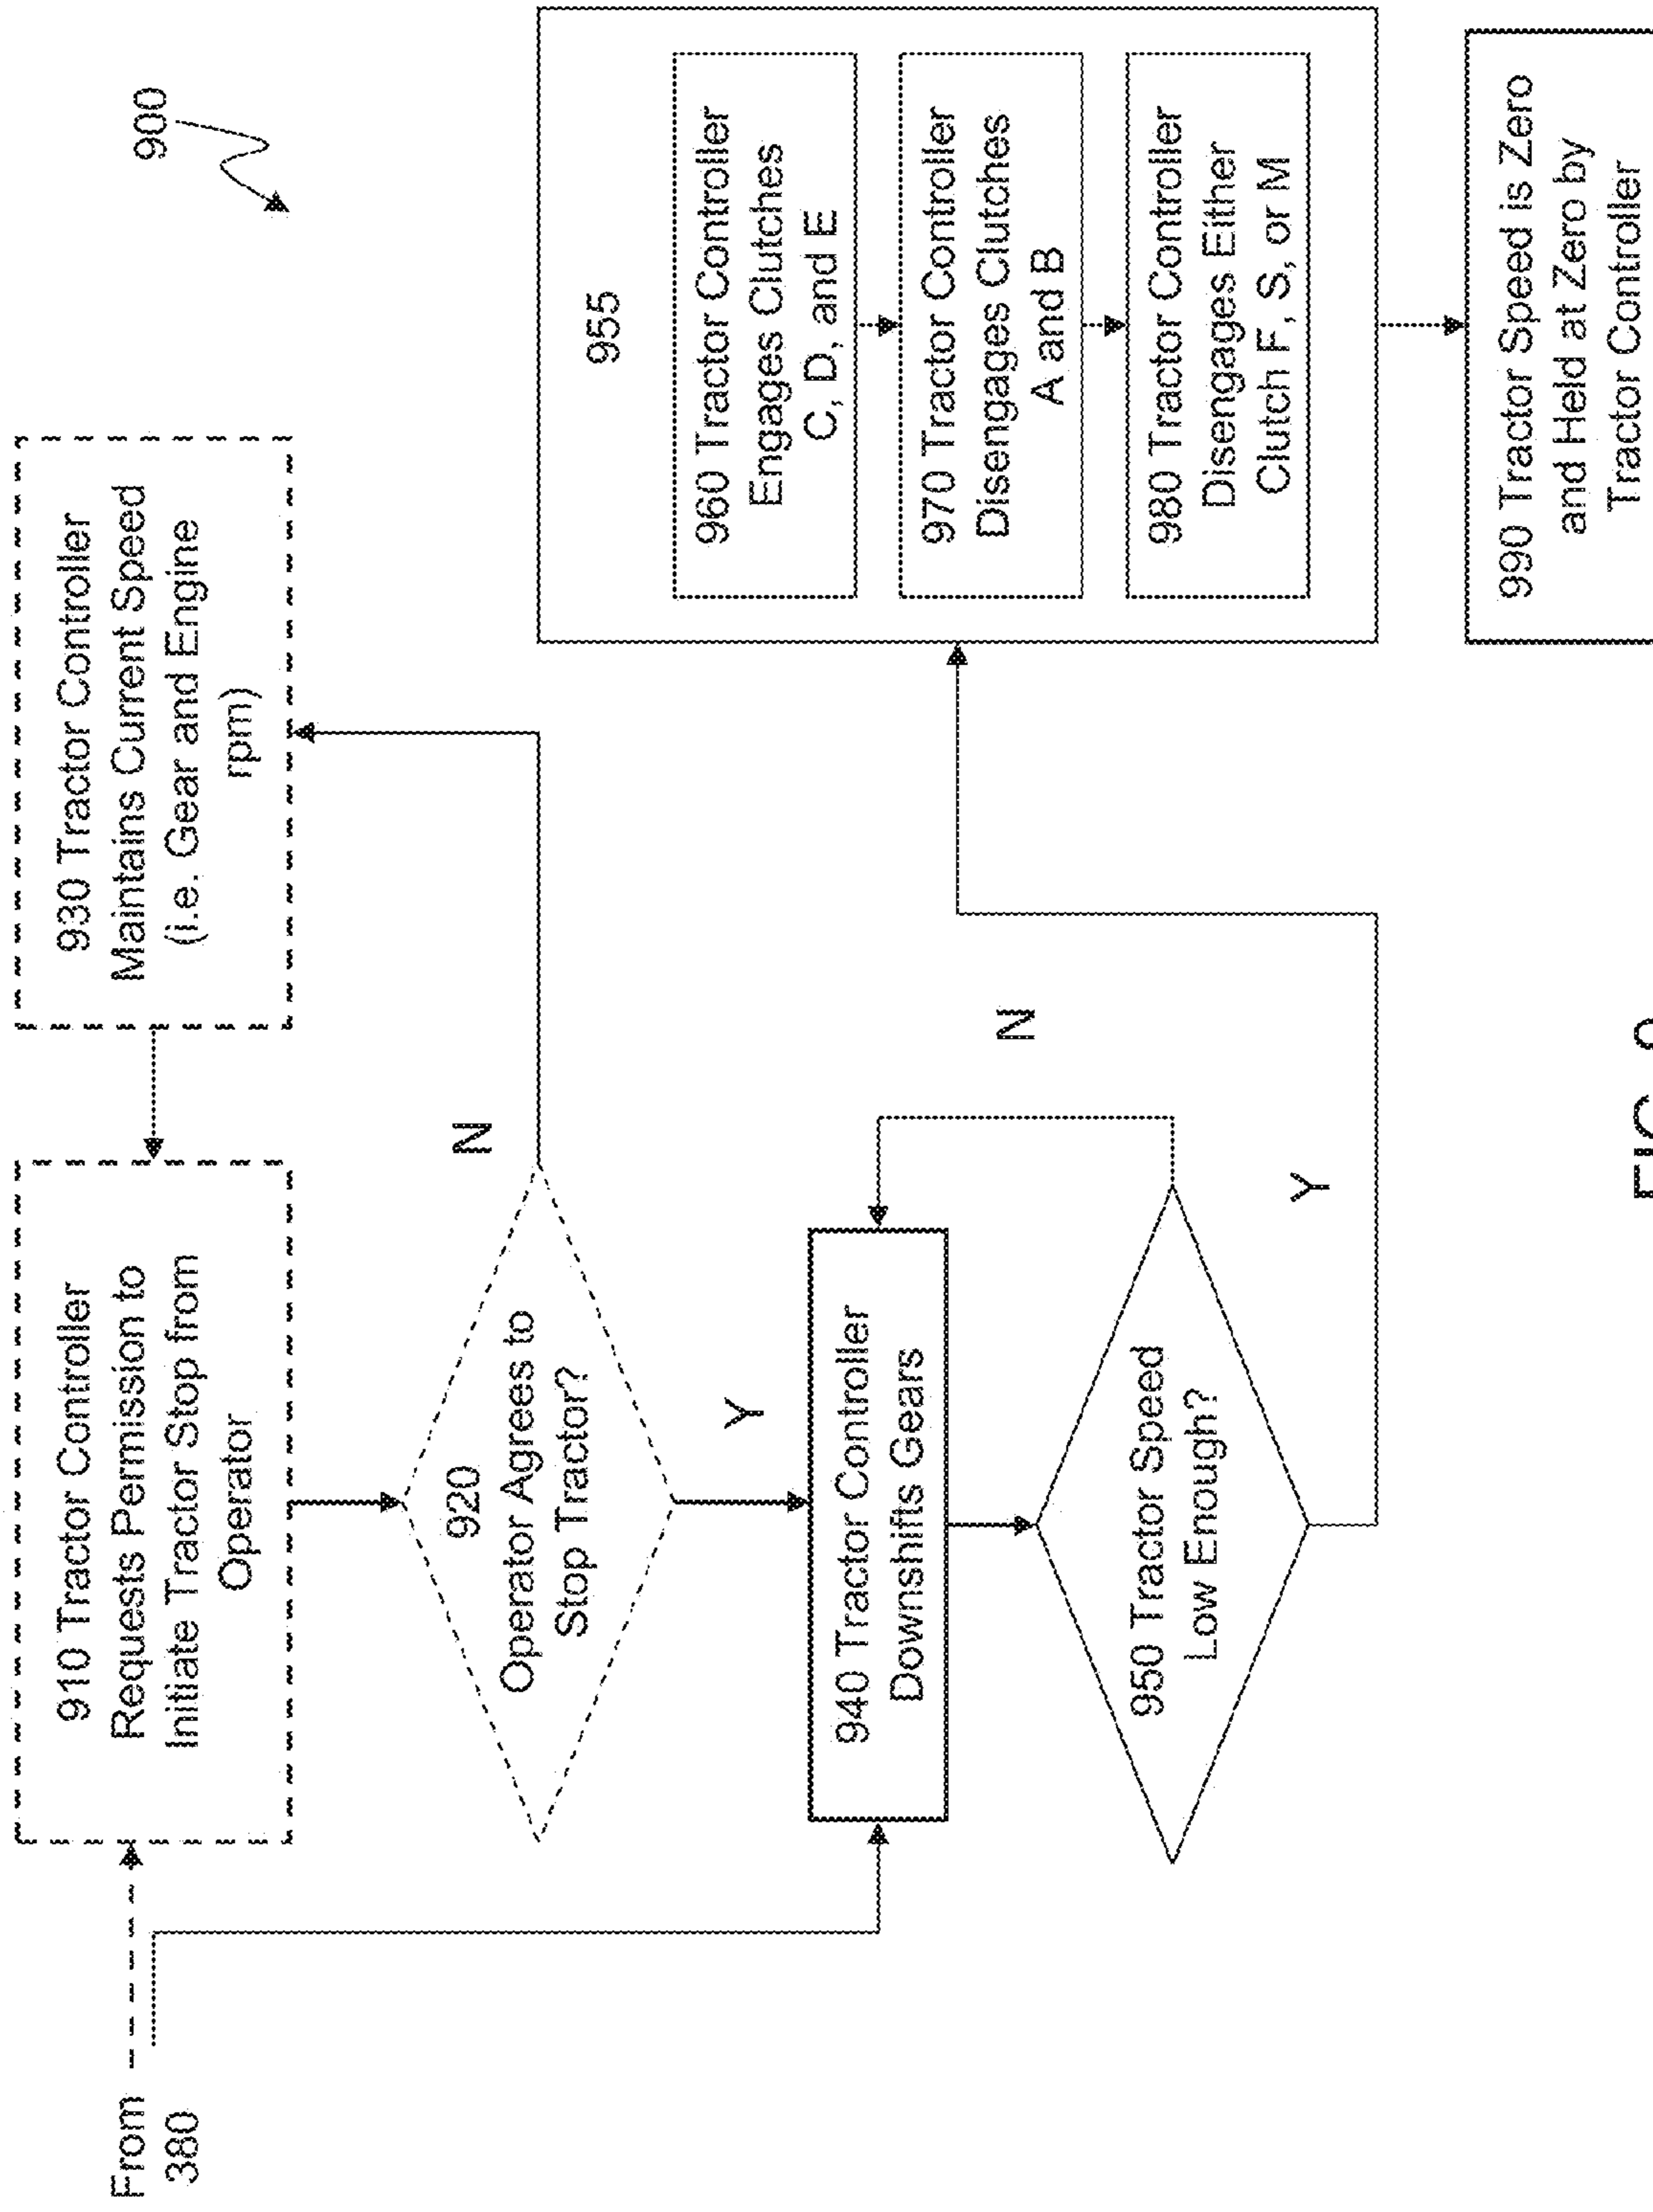 900
From
380
910 Tractor Controller
Requests Permission to
Initiate Tractor Stop from
Operator
930 Tractor Controller
Maintains Current Speed
(i.e. Gear and Engine
rpm)
920
Operator Agrees to
Stop Tractor?
N
Y
940 Tractor Controller
Downshifts Gears
950 Tractor Speed
Low Enough?
N
Y
955
960 Tractor Controller
Engages Clutches
C, D, and E
970 Tractor Controller
Disengages Clutches
A and B
980 Tractor Controller
Disengages Either
Clutch F, S, or M
990 Tractor Speed is Zero
and Held at Zero by
Tractor Controller
FIG.